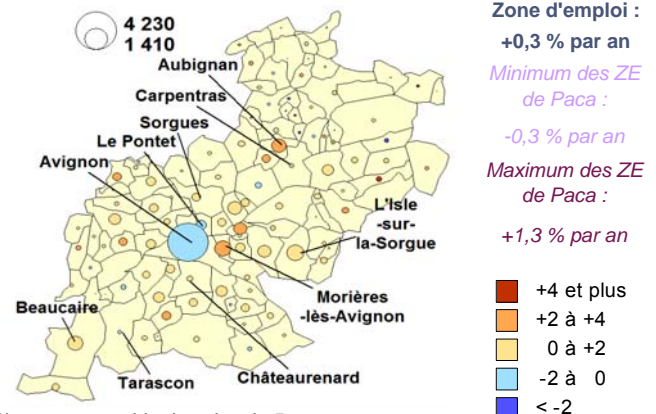 4 230
1 410
Aubignan
Carpentras
Sorgues
Le Pontet
Avignon
L'Isle
-sur-
la-Sorgue
Morières
-lès-Avignon
Beaucaire
Tarascon
Châteaurenard
Zone d'emploi :
+0,3 % par an
Minimum des ZE
de Paca :
-0,3 % par an
Maximum des ZE
de Paca :
+1,3 % par an
+4 et plus
+2 à +4
0 à +2
-2 à 0
< -2